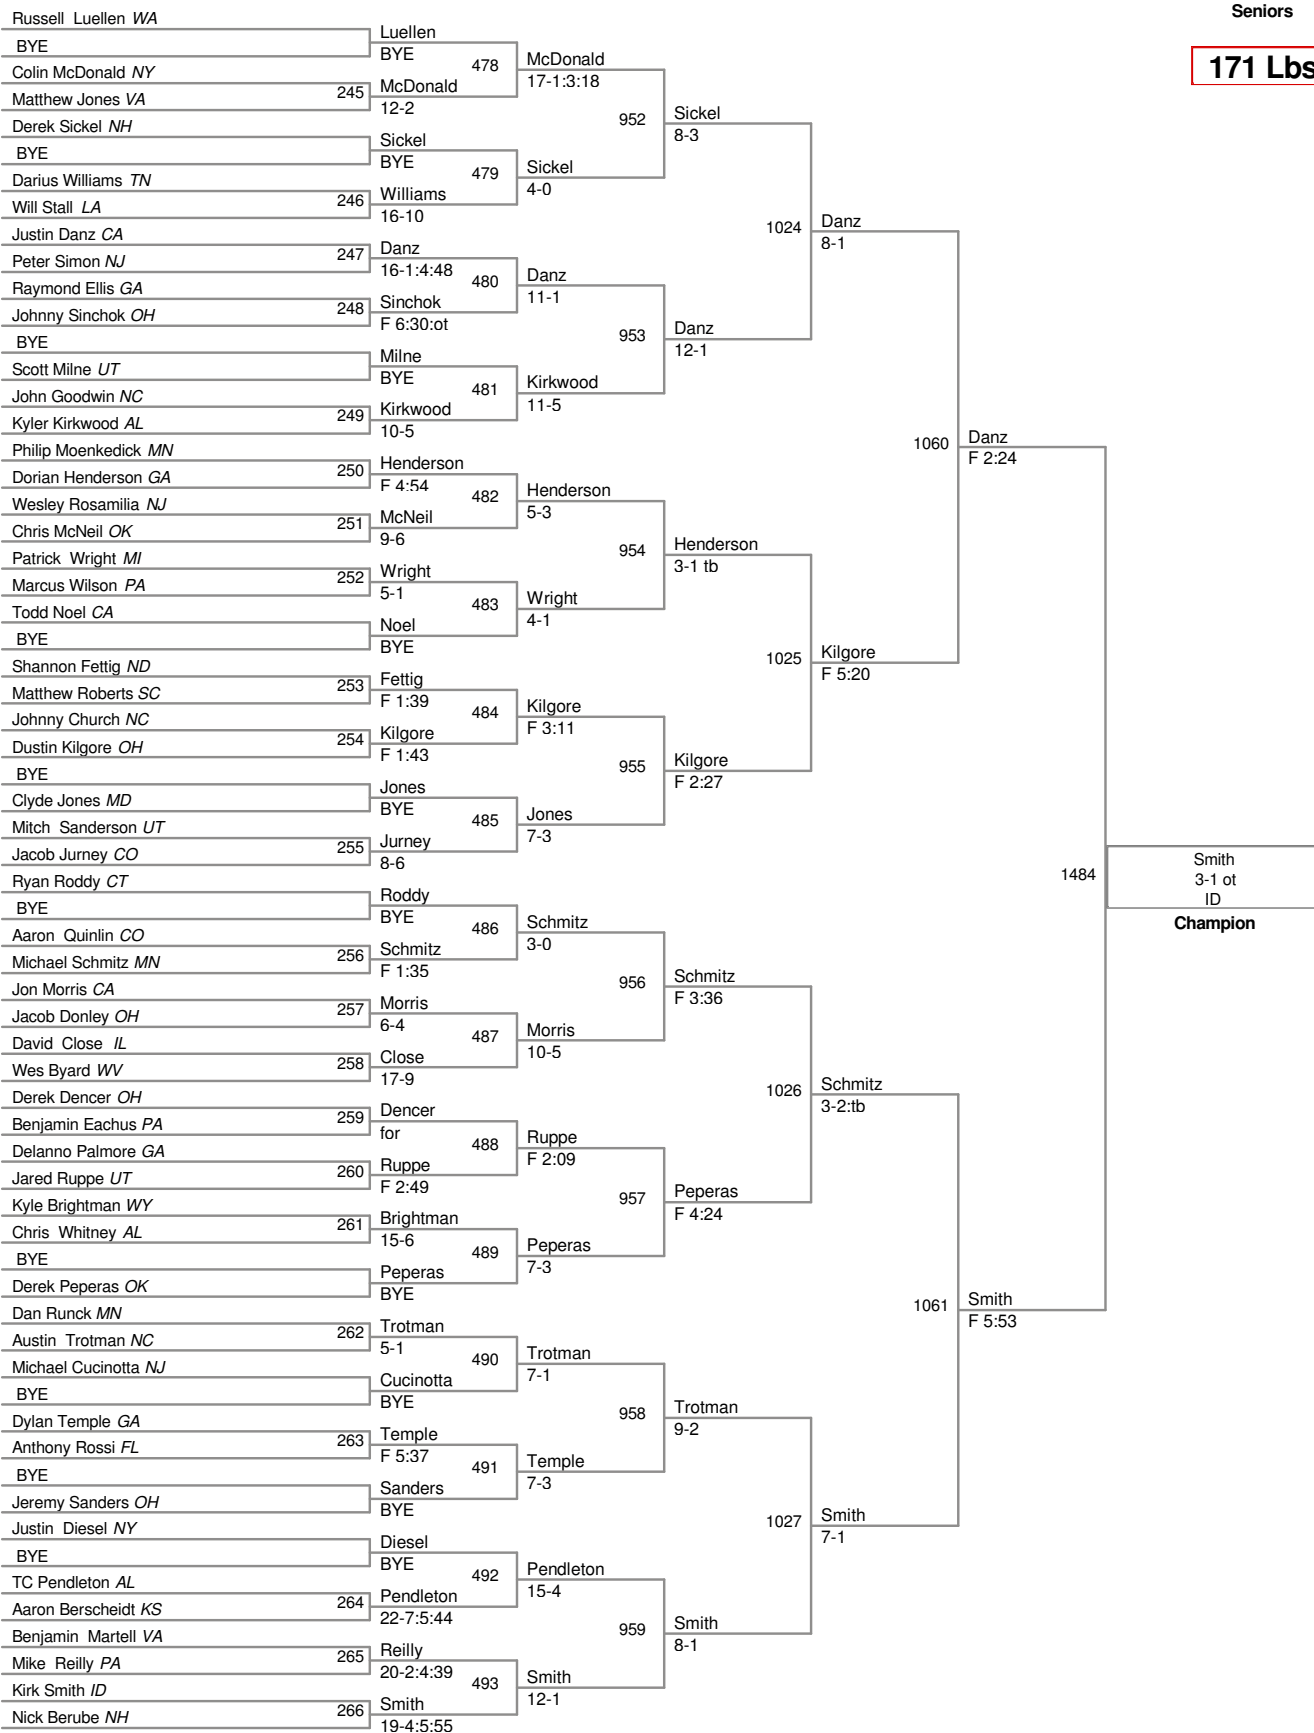 Seniors
171 Lbs
Russell Luellen WA
BYE
Colin McDonald NY
Matthew Jones VA
Derek Sickel NH
BYE
Darius Williams TN
Will Stall LA
Justin Danz CA
Peter Simon NJ
Raymond Ellis GA
Johnny Sinchok OH
BYE
Scott Milne UT
John Goodwin NC
Kyler Kirkwood AL
Philip Moenkedick MN
Dorian Henderson GA
Wesley Rosamilia NJ
Chris McNeil OK
Patrick Wright MI
Marcus Wilson PA
Todd Noel CA
BYE
Shannon Fettig ND
Matthew Roberts SC
Johnny Church NC
Dustin Kilgore OH
BYE
Clyde Jones MD
Mitch Sanderson UT
Jacob Jurney CO
Ryan Roddy CT
BYE
Aaron Quinlin CO
Michael Schmitz MN
Jon Morris CA
Jacob Donley OH
David Close IL
Wes Byard WV
Derek Dencer OH
Benjamin Eachus PA
Delanno Palmore GA
Jared Ruppe UT
Kyle Brightman WY
Chris Whitney AL
BYE
Derek Peperas OK
Dan Runck MN
Austin Trotman NC
Michael Cucinotta NJ
BYE
Dylan Temple GA
Anthony Rossi FL
BYE
Jeremy Sanders OH
Justin Diesel NY
BYE
TC Pendleton AL
Aaron Berscheidt KS
Benjamin Martell VA
Mike Reilly PA
Kirk Smith ID
Nick Berube NH
245
246
247
248
249
250
251
252
253
254
255
256
257
258
259
260
261
262
263
264
265
266
Luellen
BYE
McDonald
12-2
Sickel
BYE
Williams
16-10
Danz
16-1:4:48
Sinchok
F 6:30:ot
Milne
BYE
Kirkwood
10-5
Henderson
F 4:54
McNeil
9-6
Wright
5-1
Noel
BYE
Fettig
F 1:39
Kilgore
F 1:43
Jones
BYE
Jurney
8-6
Roddy
BYE
Schmitz
F 1:35
Morris
6-4
Close
17-9
Dencer
for
Ruppe
F 2:49
Brightman
15-6
Peperas
BYE
Trotman
5-1
Cucinotta
BYE
Temple
F 5:37
Sanders
BYE
Diesel
BYE
Pendleton
22-7:5:44
Reilly
20-2:4:39
Smith
19-4:5:55
478
479
480
481
482
483
484
485
486
487
488
489
490
491
492
493
McDonald
17-1:3:18
Sickel
4-0
Danz
11-1
Kirkwood
11-5
Henderson
5-3
Wright
4-1
Kilgore
F 3:11
Jones
7-3
Schmitz
3-0
Morris
10-5
Ruppe
F 2:09
Peperas
7-3
Trotman
7-1
Temple
7-3
Pendleton
15-4
Smith
12-1
952
953
954
955
956
957
958
959
Sickel
8-3
Danz
12-1
Henderson
3-1 tb
Kilgore
F 2:27
Schmitz
F 3:36
Peperas
F 4:24
Trotman
9-2
Smith
8-1
1024
1025
1026
1027
Danz
8-1
Kilgore
F 5:20
Schmitz
3-2:tb
Smith
7-1
1060
1061
Danz
F 2:24
Smith
F 5:53
1484
Smith
3-1 ot
ID
Champion